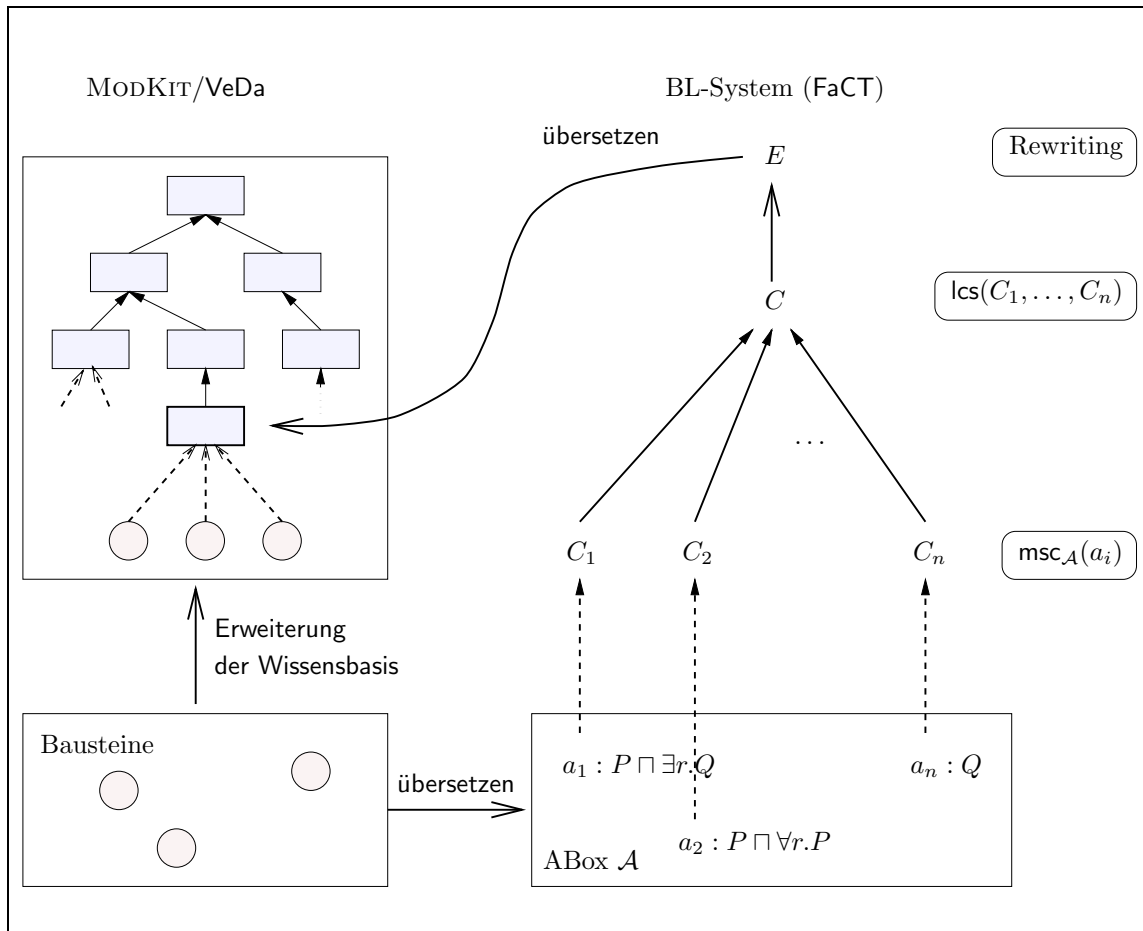 MODKIT/VeDa
BL-System (FaCT)
übersetzen
E
Rewriting
C
lcs(C₁, . . . , Cₙ)
. . .
C₁
C₂
Cₙ
msc_𝒜(aᵢ)
Erweiterung
der Wissensbasis
Bausteine
übersetzen
a₁ : P ⊓ ∃r.Q
aₙ : Q
a₂ : P ⊓ ∀r.P
ABox 𝒜